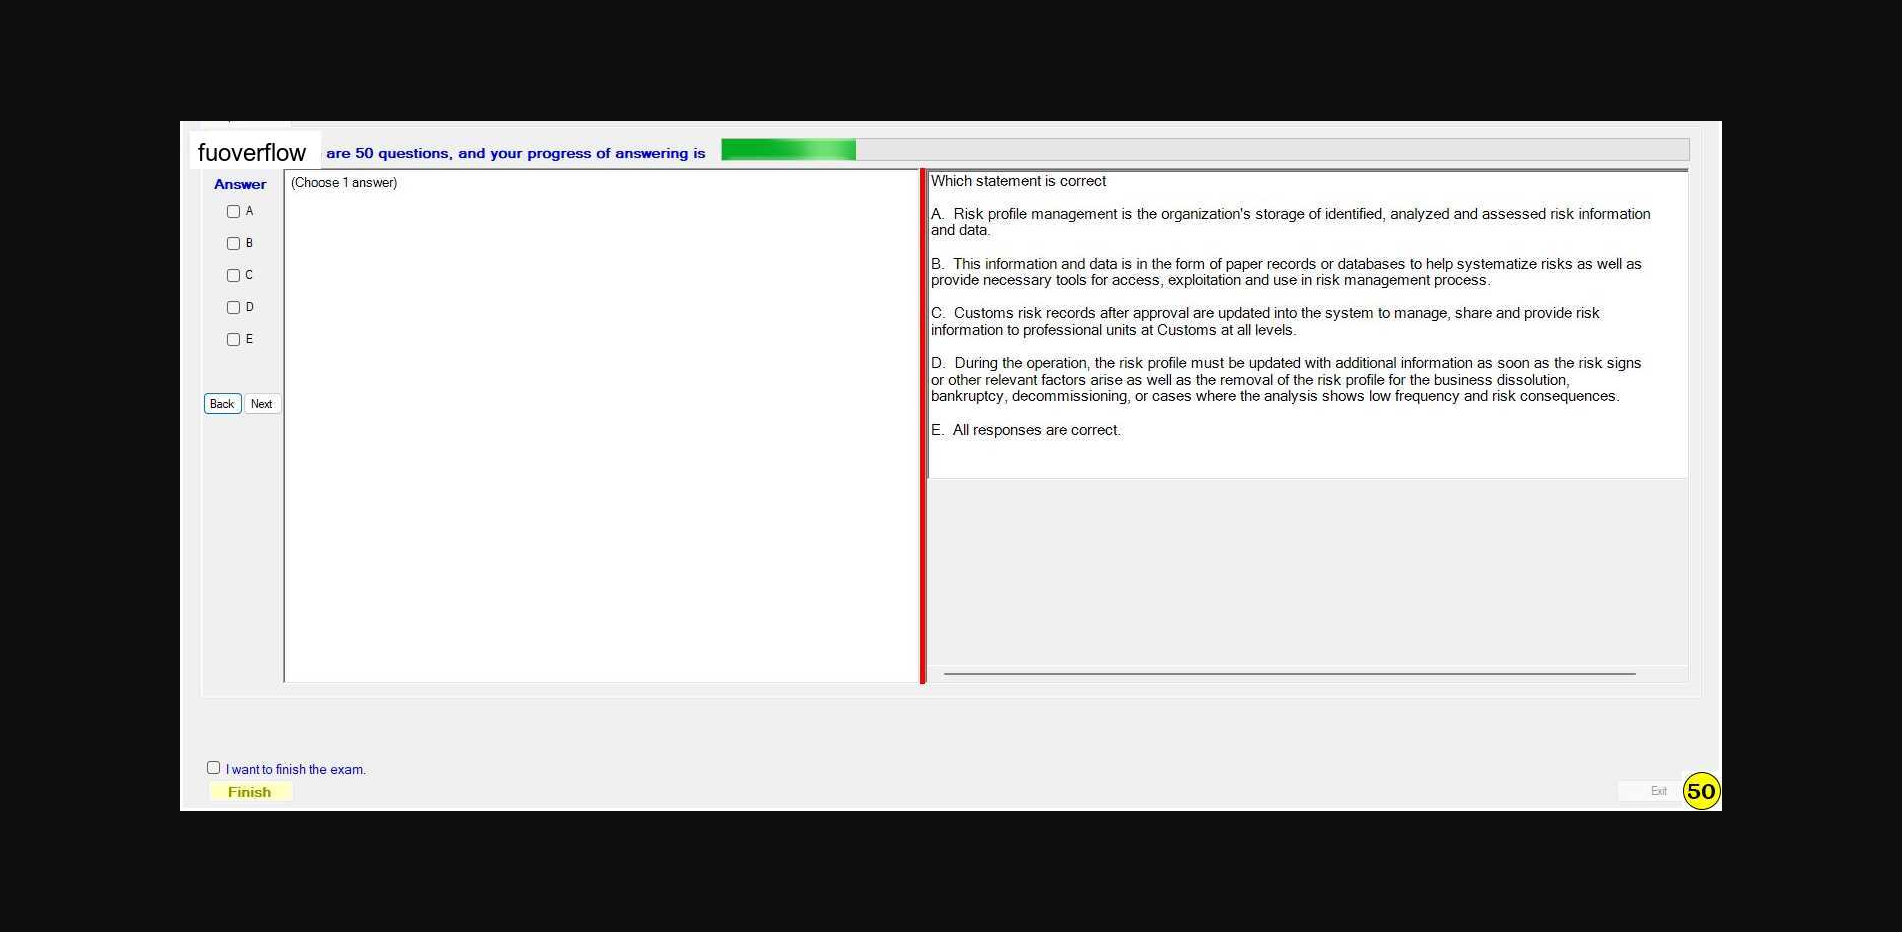 fuoverflow are 50 questions, and your progress of answering is
Answer
A
B
C
D
E
Back Next
(Choose 1 answer)
Which statement is correct
A. Risk profile management is the organization's storage of identified, analyzed and assessed risk information
and data.
B. This information and data is in the form of paper records or databases to help systematize risks as well as
provide necessary tools for access, exploitation and use in risk management process.
C. Customs risk records after approval are updated into the system to manage, share and provide risk
information to professional units at Customs at all levels.
D. During the operation, the risk profile must be updated with additional information as soon as the risk signs
or other relevant factors arise as well as the removal of the risk profile for the business dissolution,
bankruptcy, decommissioning, or cases where the analysis shows low frequency and risk consequences.
E. All responses are correct.
I want to finish the exam.
Finish
Exit
50